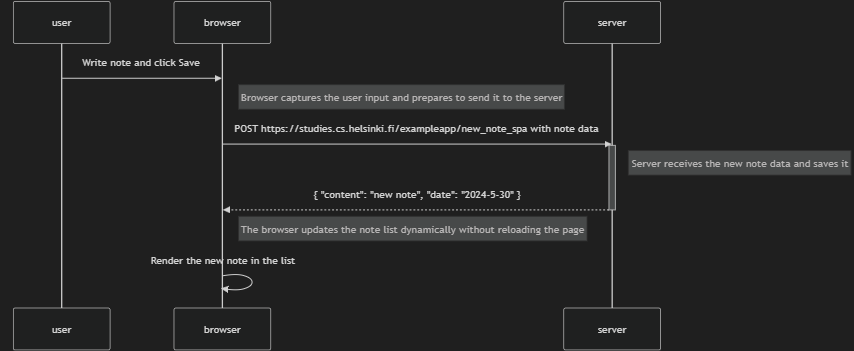 user browser server
Write note and click Save
Browser captures the user input and prepares to send it to the server
POST https://studies.cs.helsinki.fi/exampleapp/new_note_spa with note data
Server receives the new note data and saves it
{ "content": "new note", "date": "2024-5-30" }
The browser updates the note list dynamically without reloading the page
Render the new note in the list
user browser server